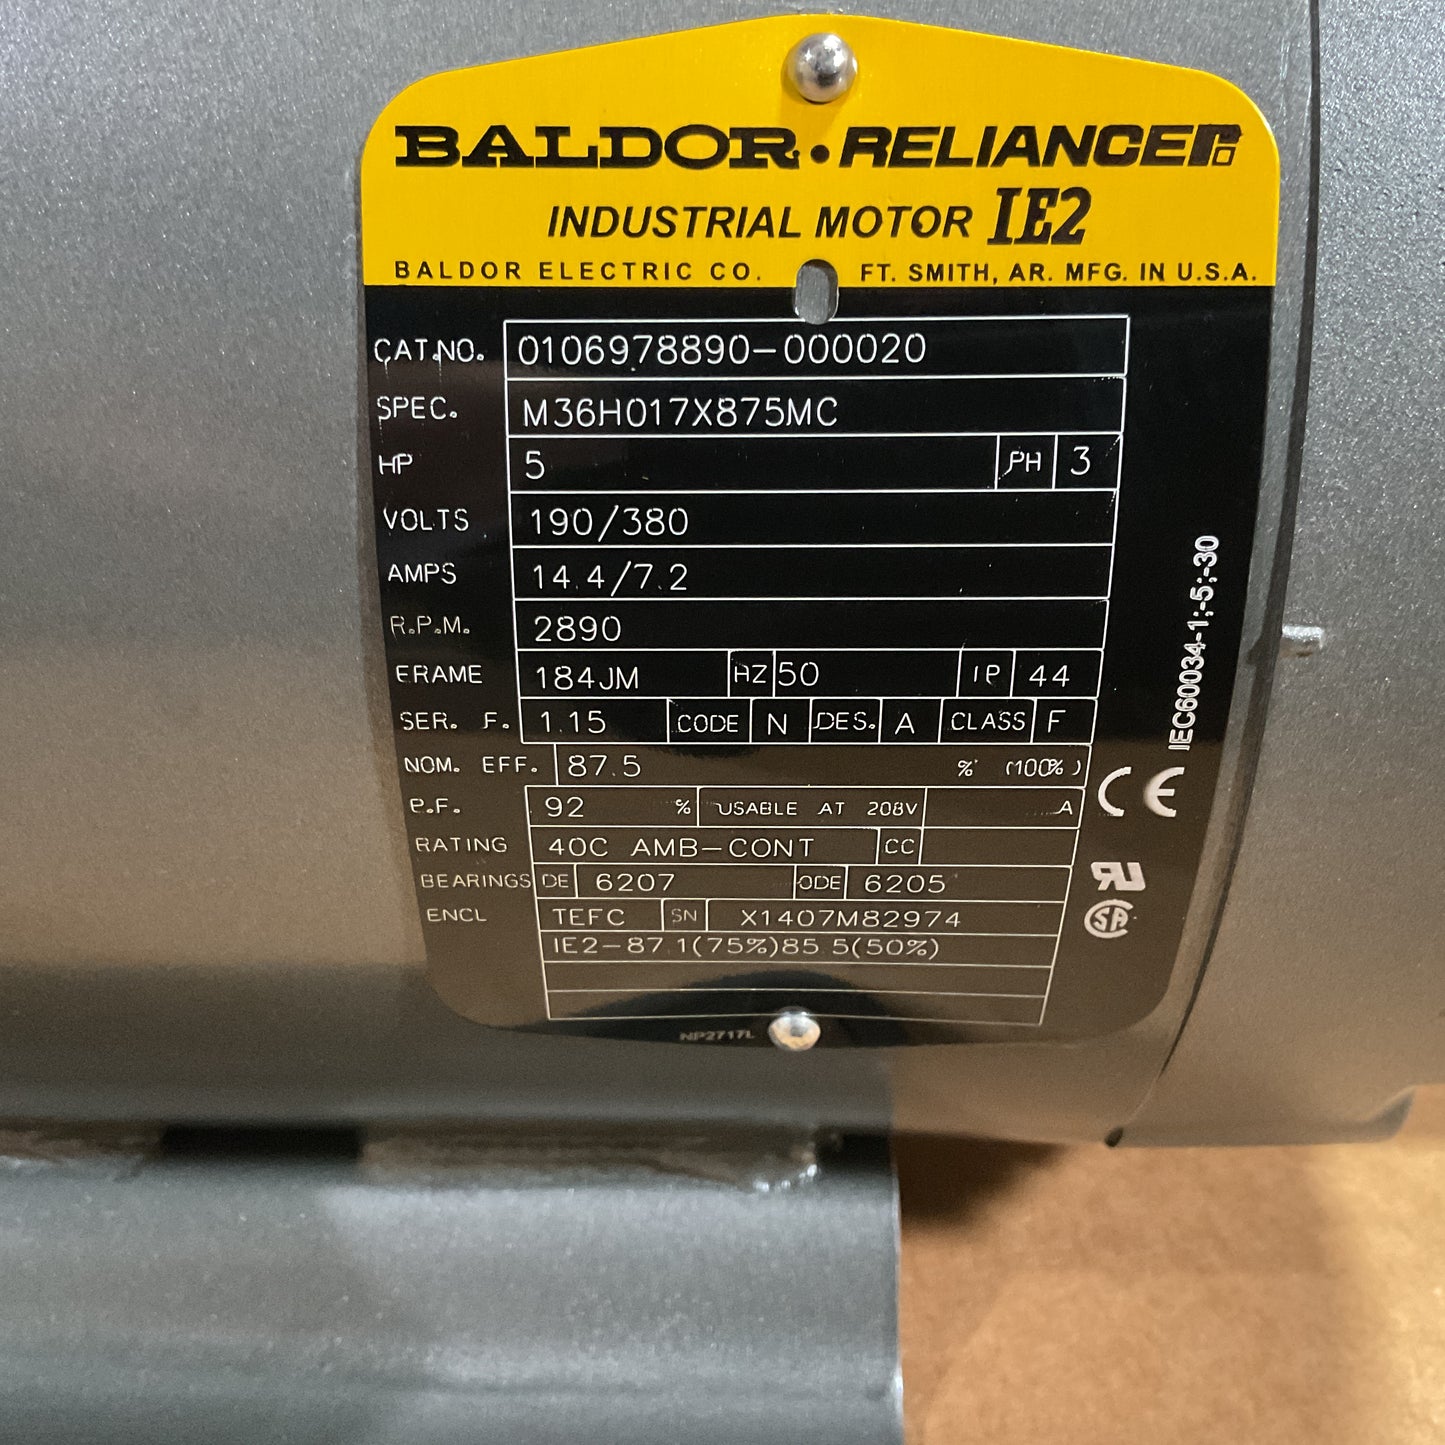 BALDOR • RELIANCE
INDUSTRIAL MOTOR IE2
BALDOR ELECTRIC CO. FT. SMITH, AR. MFG. IN U.S.A.
CAT.NO. 0106978890-000020
SPEC. M36H017X875MC
HP 5 PH 3
VOLTS 190/380
AMPS 14.4/7.2
R.P.M. 2890
FRAME 184JM HZ 50 IP 44
SER. F. 1.15 CODE N DES. A CLASS F
NOM. EFF. 87.5 % (100%)
P.F. 92 % USABLE AT 208V A
RATING 40C AMB-CONT CC
BEARINGS DE 6207 ODE 6205
ENCL TEFC SN X1407M82974
IE2-87.1(75%)85.5(50%)
NP2717L
IEC60034-1;-5;-30
CE
RU
SA